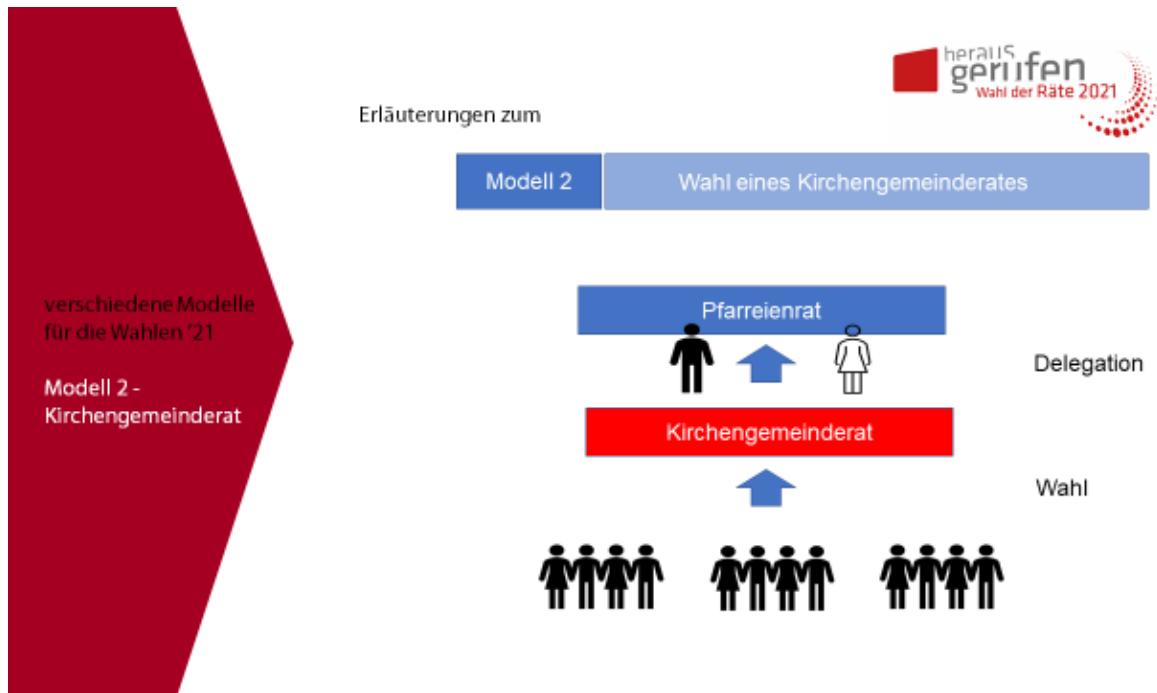 heraus
gerufen
Wahl der Räte 2021
Erläuterungen zum
Modell 2
Wahl eines Kirchengemeinderates
verschiedene Modelle
für die Wahlen '21
Modell 2 -
Kirchengemeinderat
Pfarreienrat
Delegation
Kirchengemeinderat
Wahl